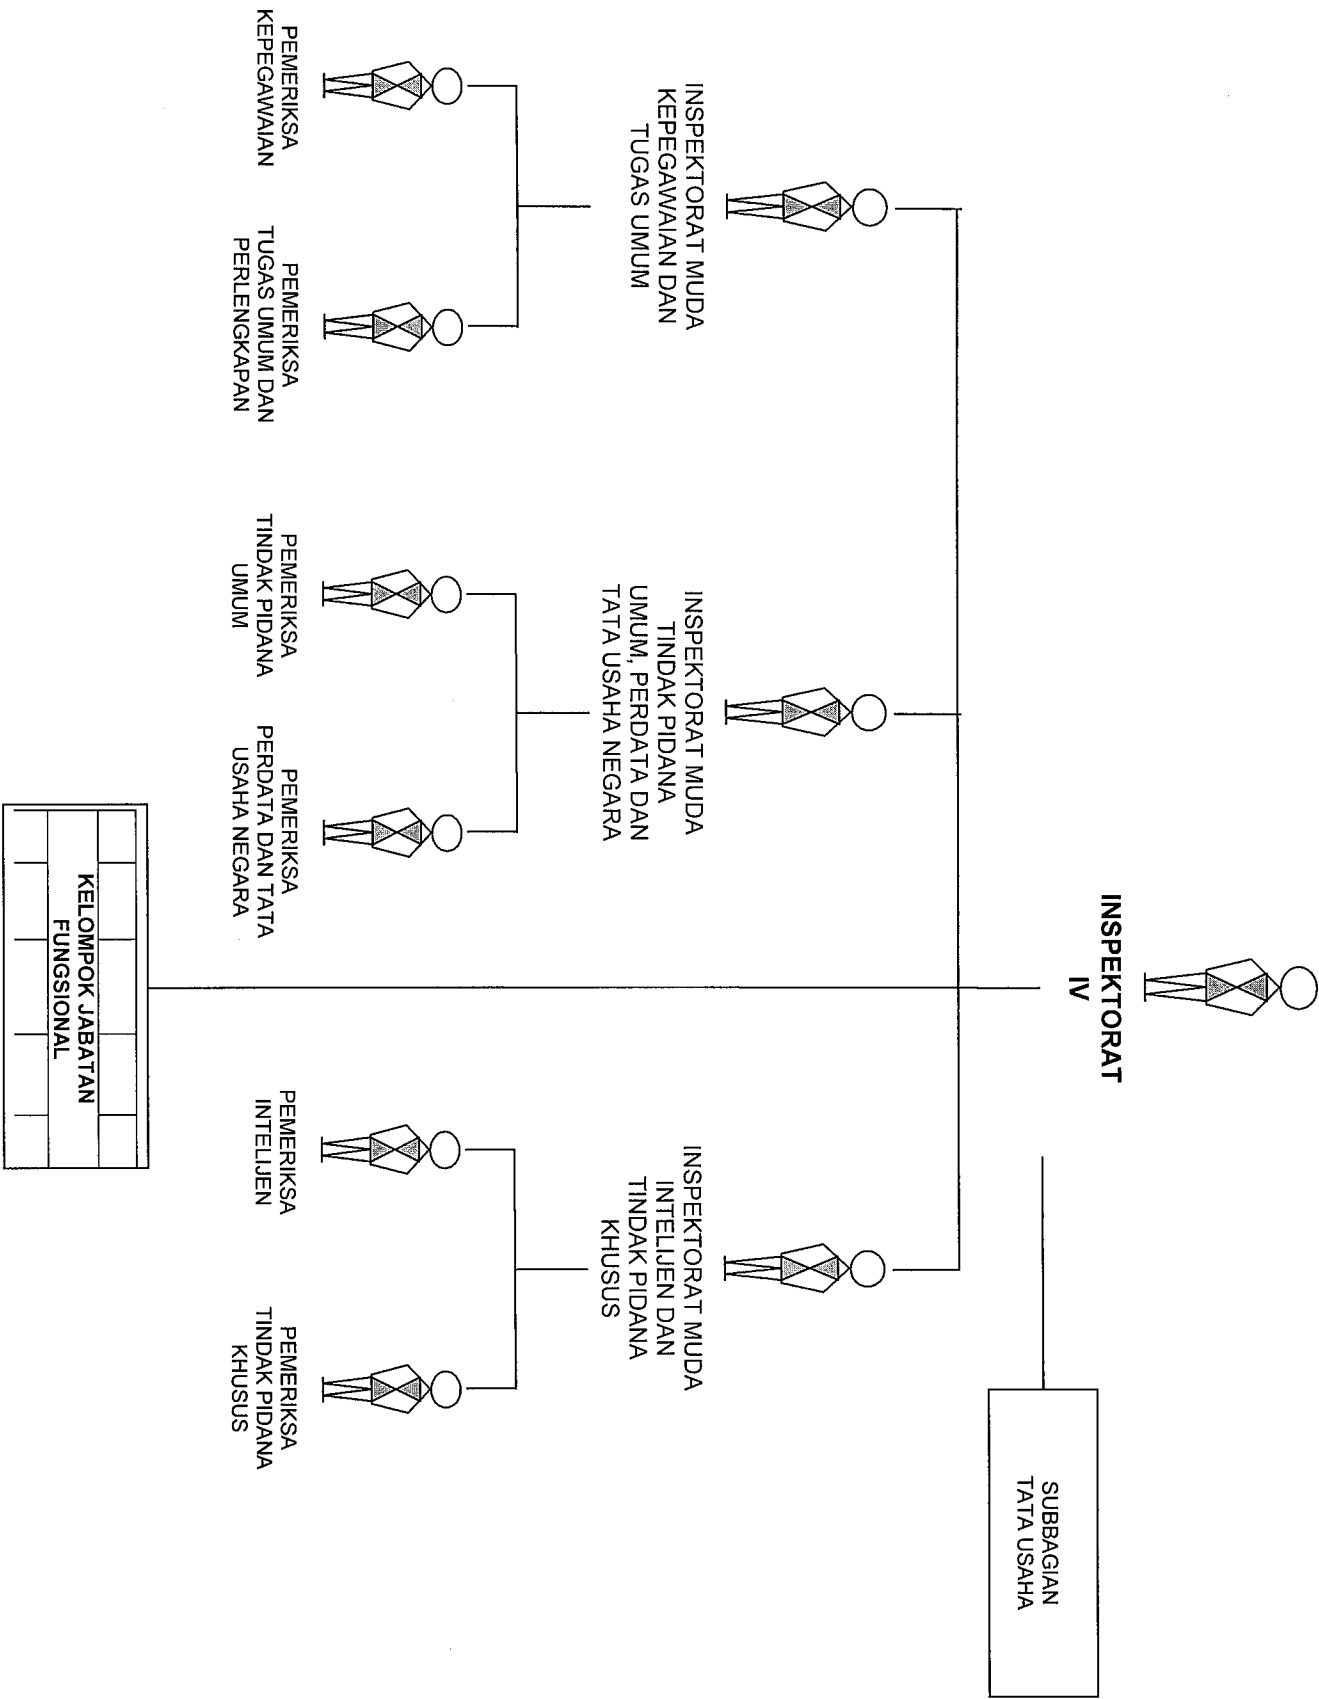 INSPEKTORAT
IV
SUBBAGIAN
TATA USAHA
INSPEKTORAT MUDA
KEPEGAWAIAN DAN
TUGAS UMUM
INSPEKTORAT MUDA
TINDAK PIDANA
UMUM, PERDATA DAN
TATA USAHA NEGARA
INSPEKTORAT MUDA
INTELIJEN DAN
TINDAK PIDANA
KHUSUS
PEMERIKSA
KEPEGAWAIAN
PEMERIKSA
TUGAS UMUM DAN
PERLENGKAPAN
PEMERIKSA
TINDAK PIDANA
UMUM
PEMERIKSA
PERDATA DAN TATA
USAHA NEGARA
PEMERIKSA
INTELIJEN
PEMERIKSA
TINDAK PIDANA
KHUSUS
KELOMPOK JABATAN
FUNGSIONAL